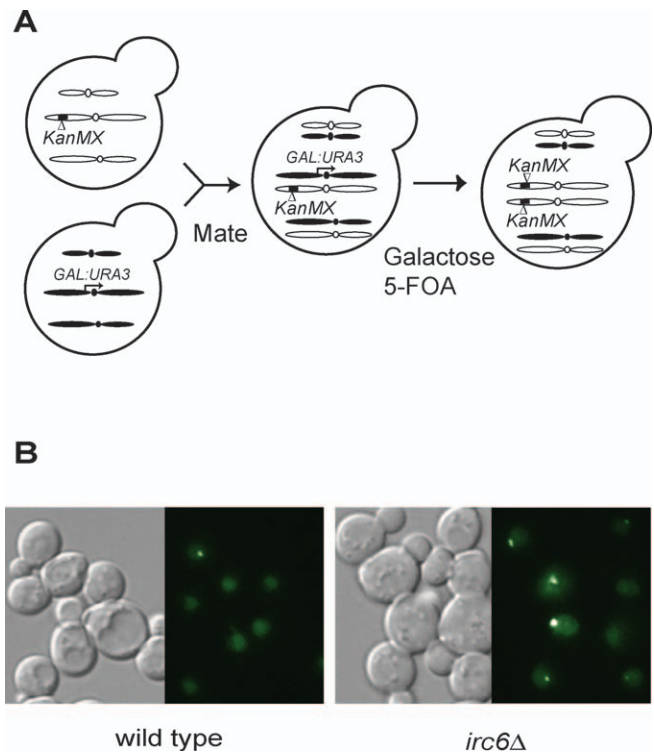 A
KanMX
GAL:URA3
Mate
GAL:URA3
KanMX
Galactose
5-FOA
KanMX
KanMX
B
wild type
irc6Δ